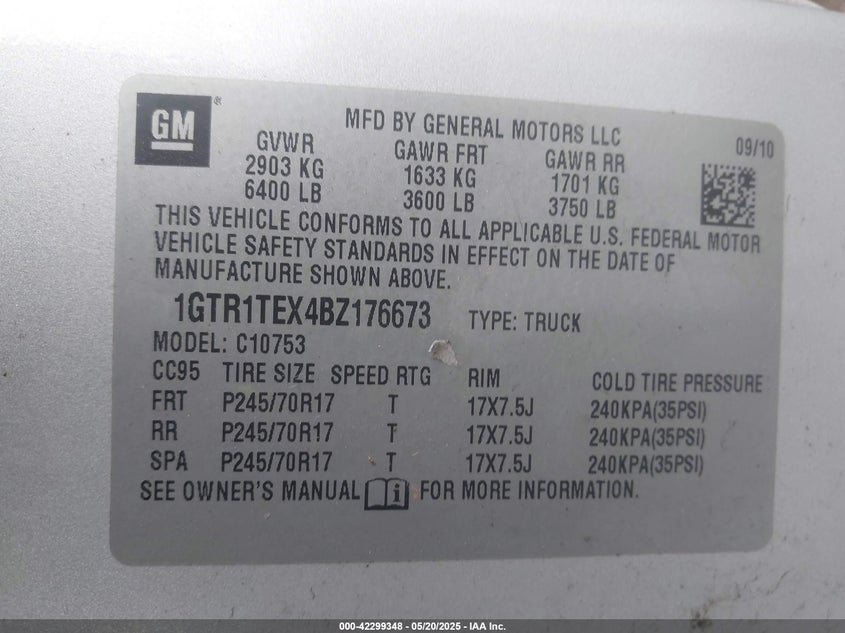 GM®
MFD BY GENERAL MOTORS LLC
09/10
GVWR GAWR FRT GAWR RR
2903 KG 1633 KG 1701 KG
6400 LB 3600 LB 3750 LB
THIS VEHICLE CONFORMS TO ALL APPLICABLE U.S. FEDERAL MOTOR
VEHICLE SAFETY STANDARDS IN EFFECT ON THE DATE OF
MANUFACTURE SHOWN ABOVE.
1GTR1TEX4BZ176673 TYPE: TRUCK
MODEL: C10753
CC95 TIRE SIZE SPEED RTG RIM COLD TIRE PRESSURE
FRT P245/70R17 T 17X7.5J 240KPA(35PSI)
RR P245/70R17 T 17X7.5J 240KPA(35PSI)
SPA P245/70R17 T 17X7.5J 240KPA(35PSI)
SEE OWNER'S MANUAL i FOR MORE INFORMATION.
000-42299348 - 05/20/2025 - IAA Inc.